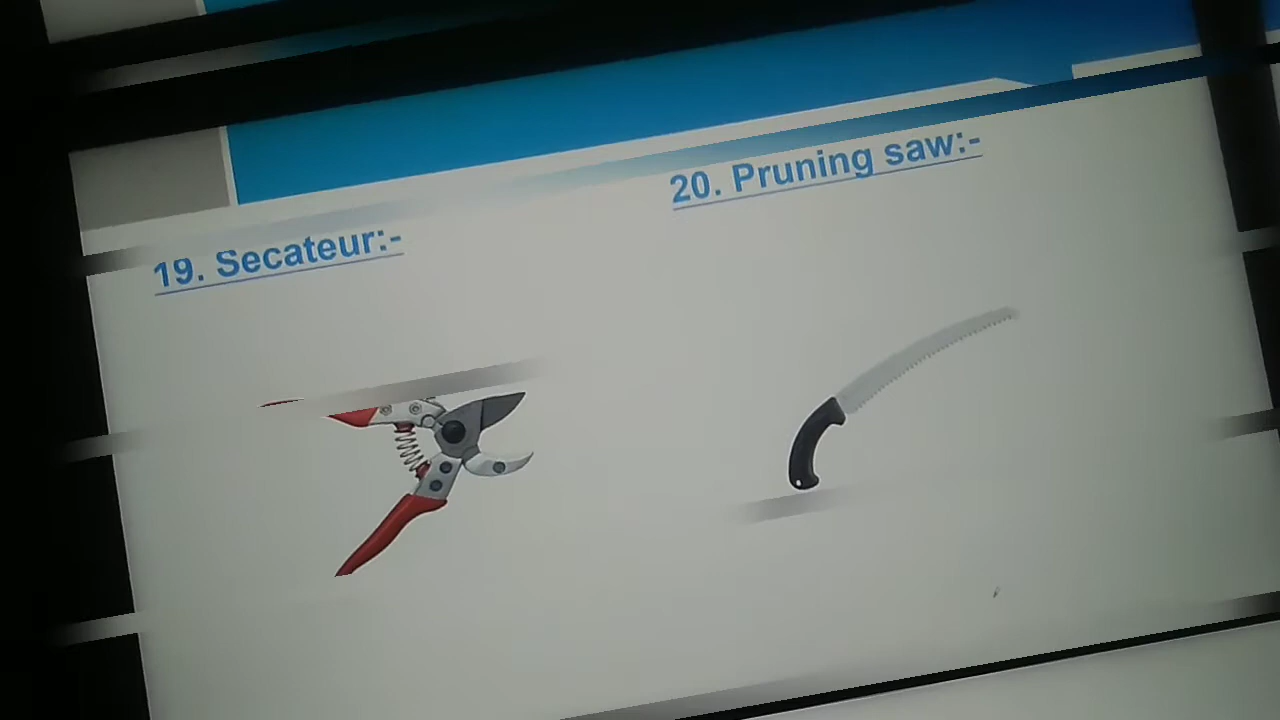 19. Secateur:-
20. Pruning saw:-